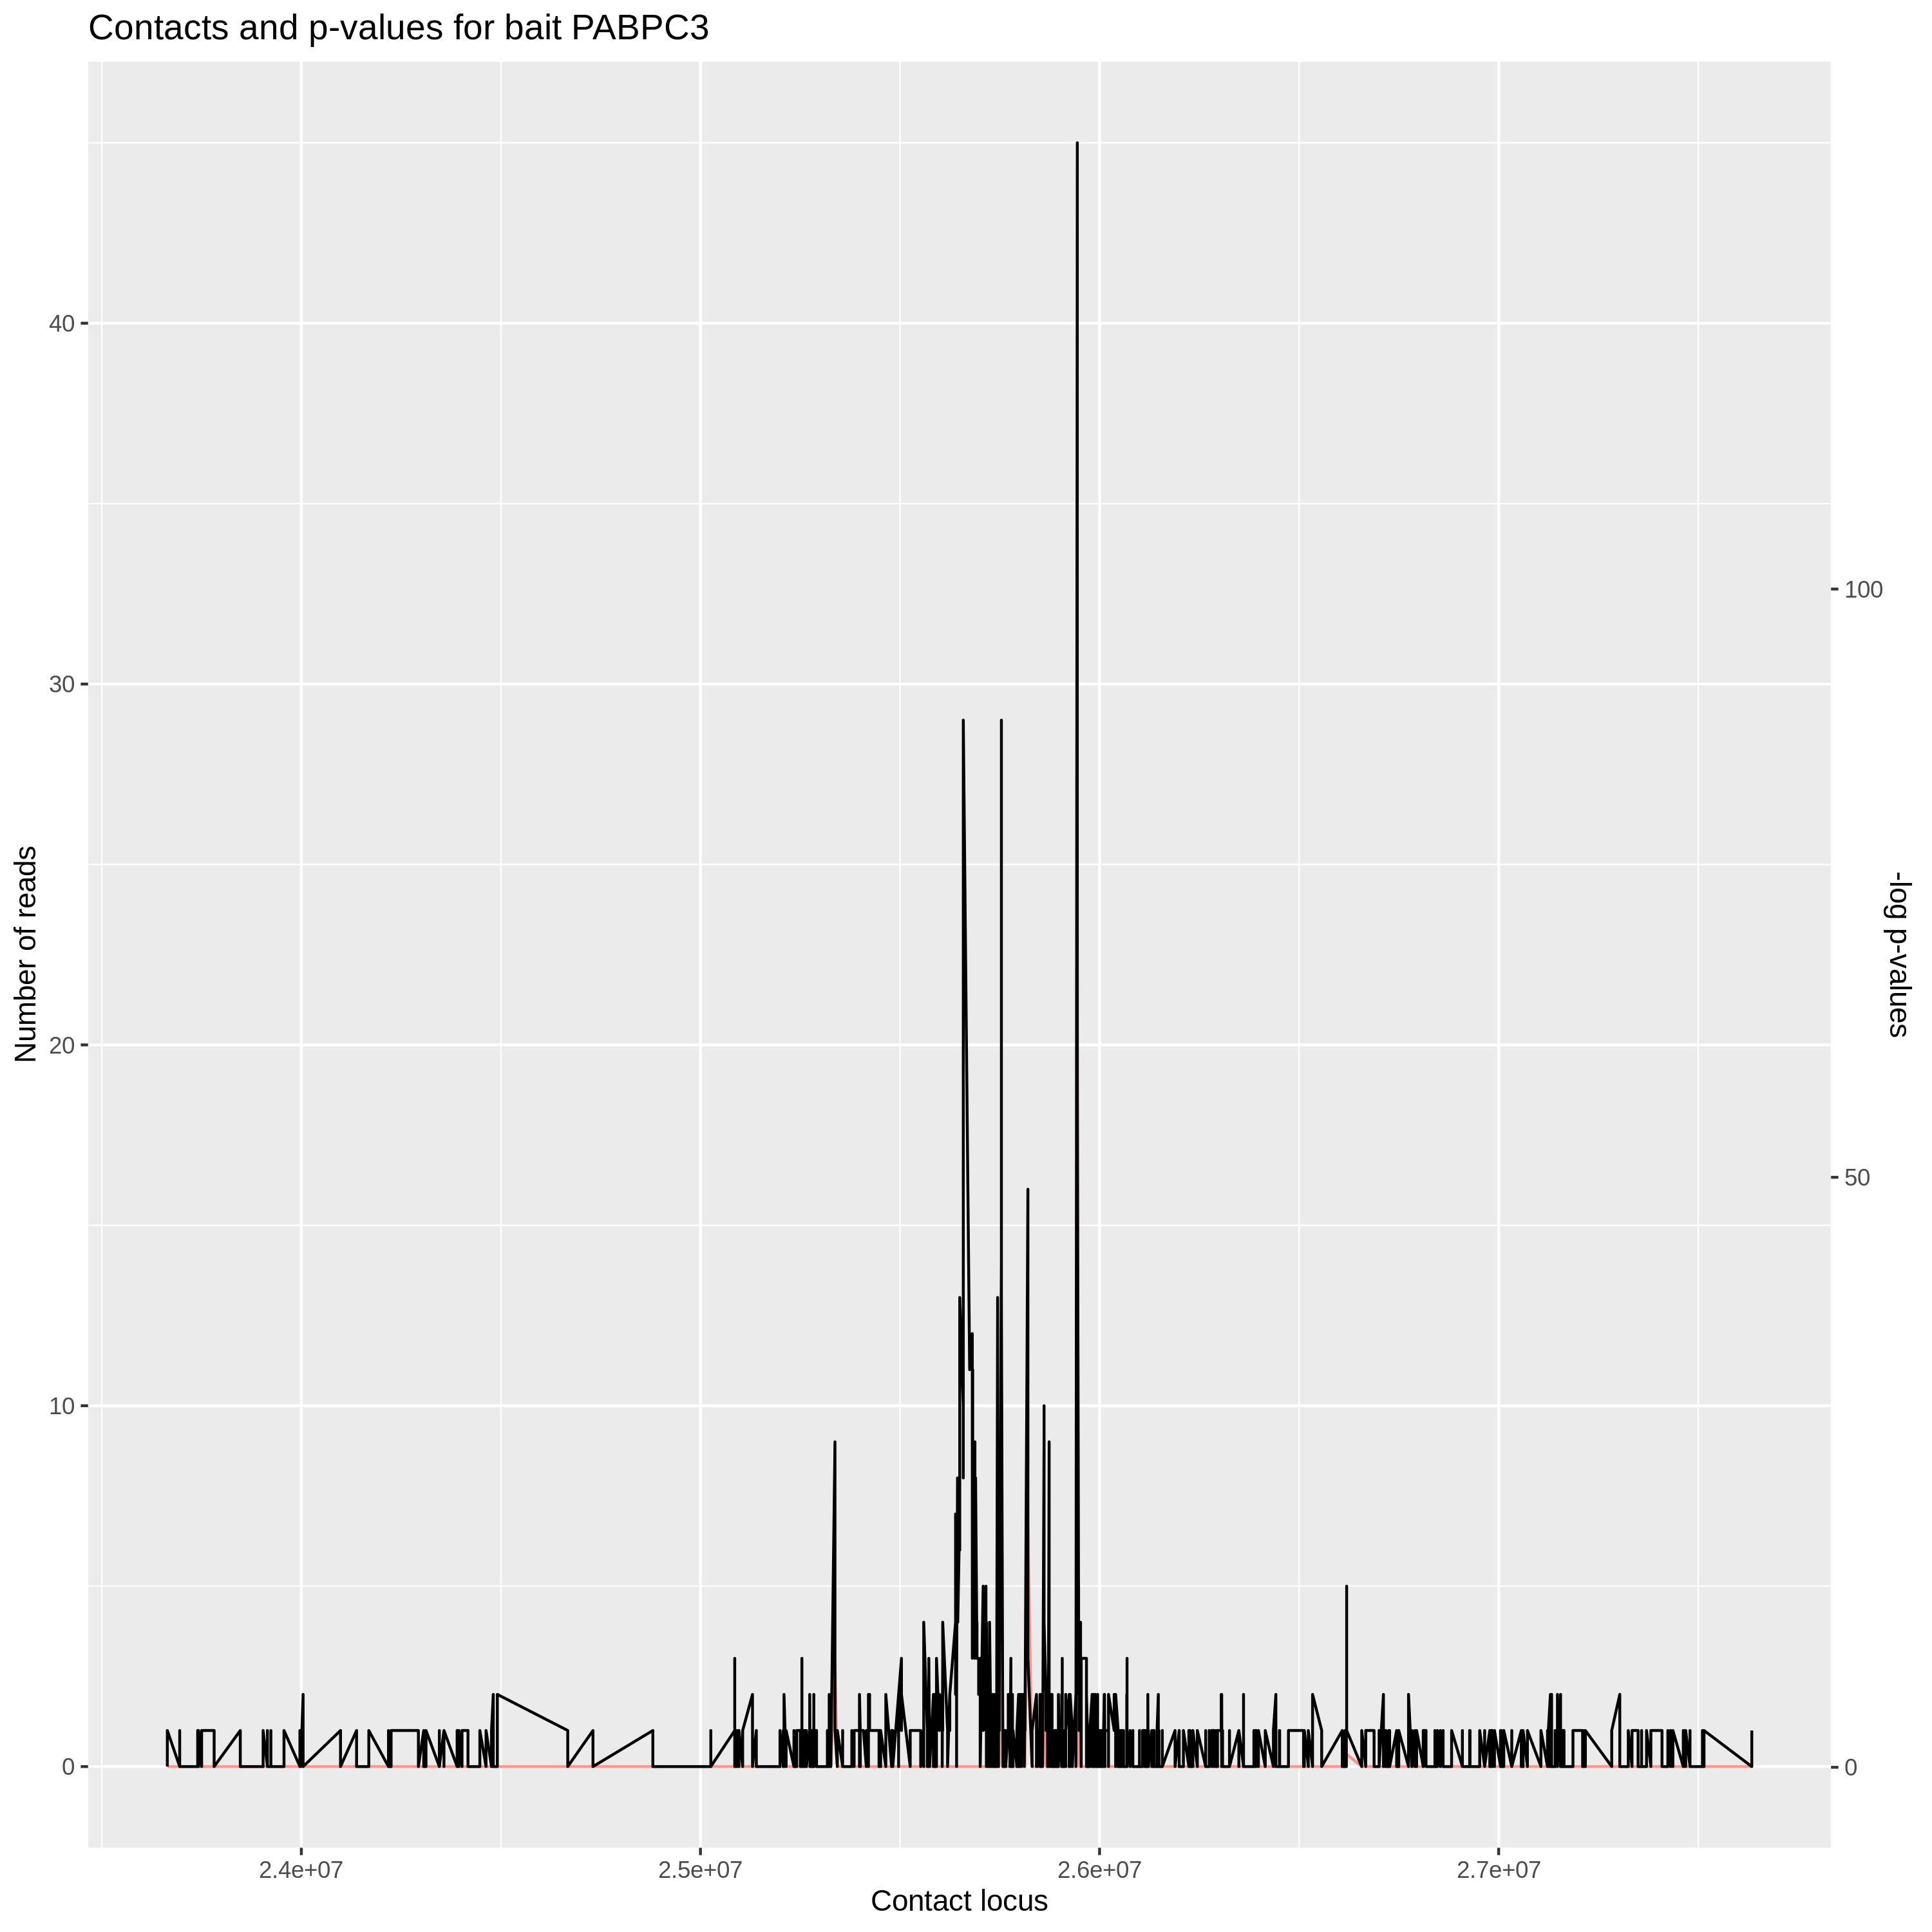 Contacts and p-values for bait PABPC3
40
30
20
10
0
Number of reads
100
50
0
-log p-values
2.4e+07
2.5e+07
2.6e+07
2.7e+07
Contact locus